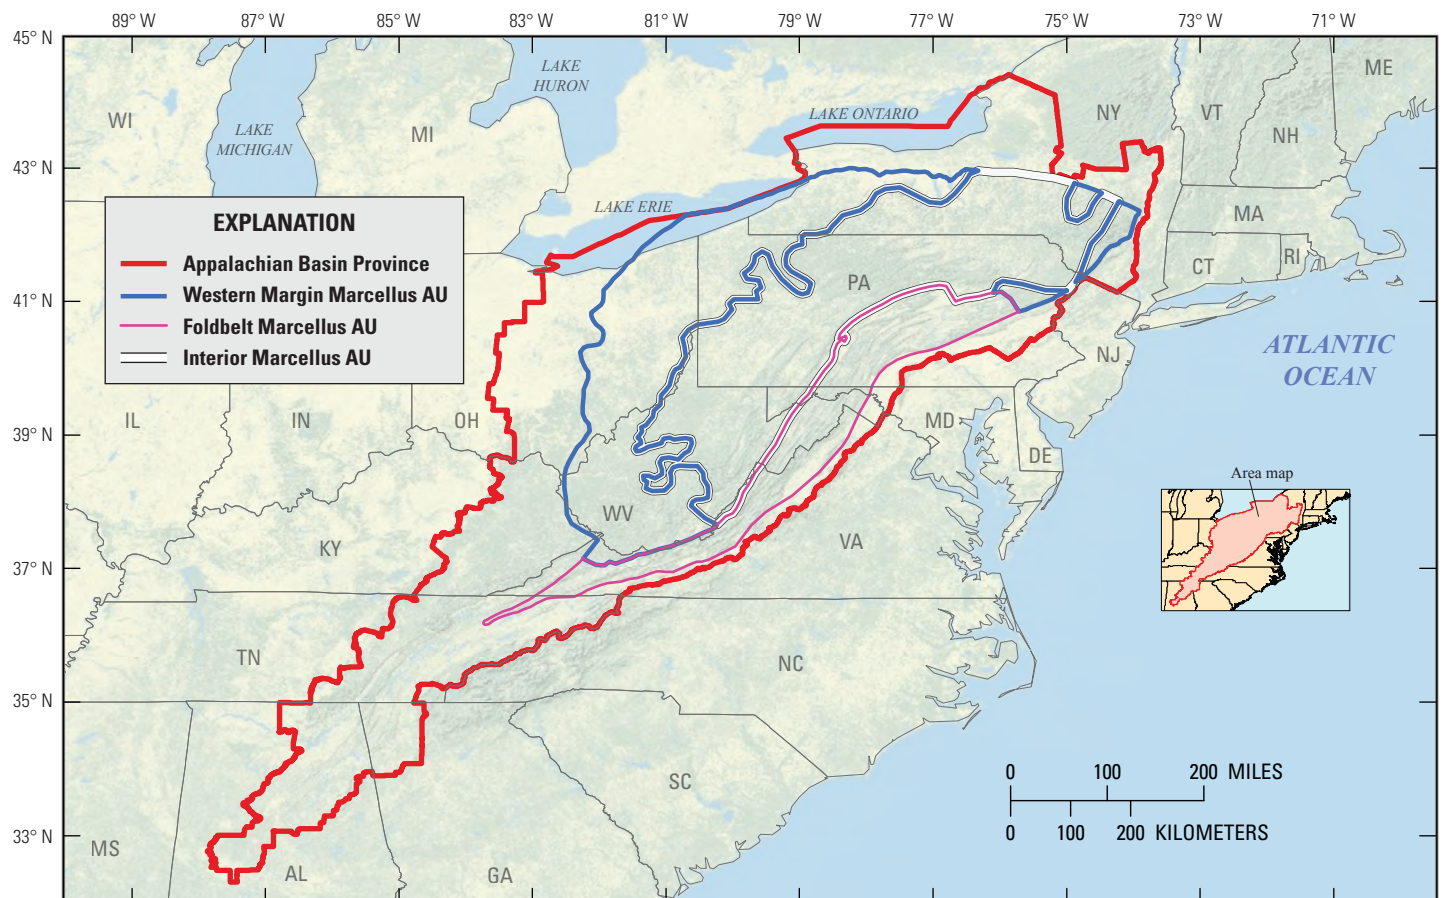 89° W 87° W 85° W 83° W 81° W 79° W 77° W 75° W 73° W 71° W
45° N
43° N
41° N
39° N
37° N
35° N
33° N
LAKE
HURON
LAKE
MICHIGAN
LAKE ONTARIO
LAKE ERIE
WI
MI
NY
VT
NH
ME
MA
CT
RI
PA
NJ
IL
IN
OH
MD
DE
WV
KY
VA
TN
NC
SC
MS
AL
GA
ATLANTIC
OCEAN
EXPLANATION
Appalachian Basin Province
Western Margin Marcellus AU
Foldbelt Marcellus AU
Interior Marcellus AU
Area map
0 100 200 MILES
0 100 200 KILOMETERS